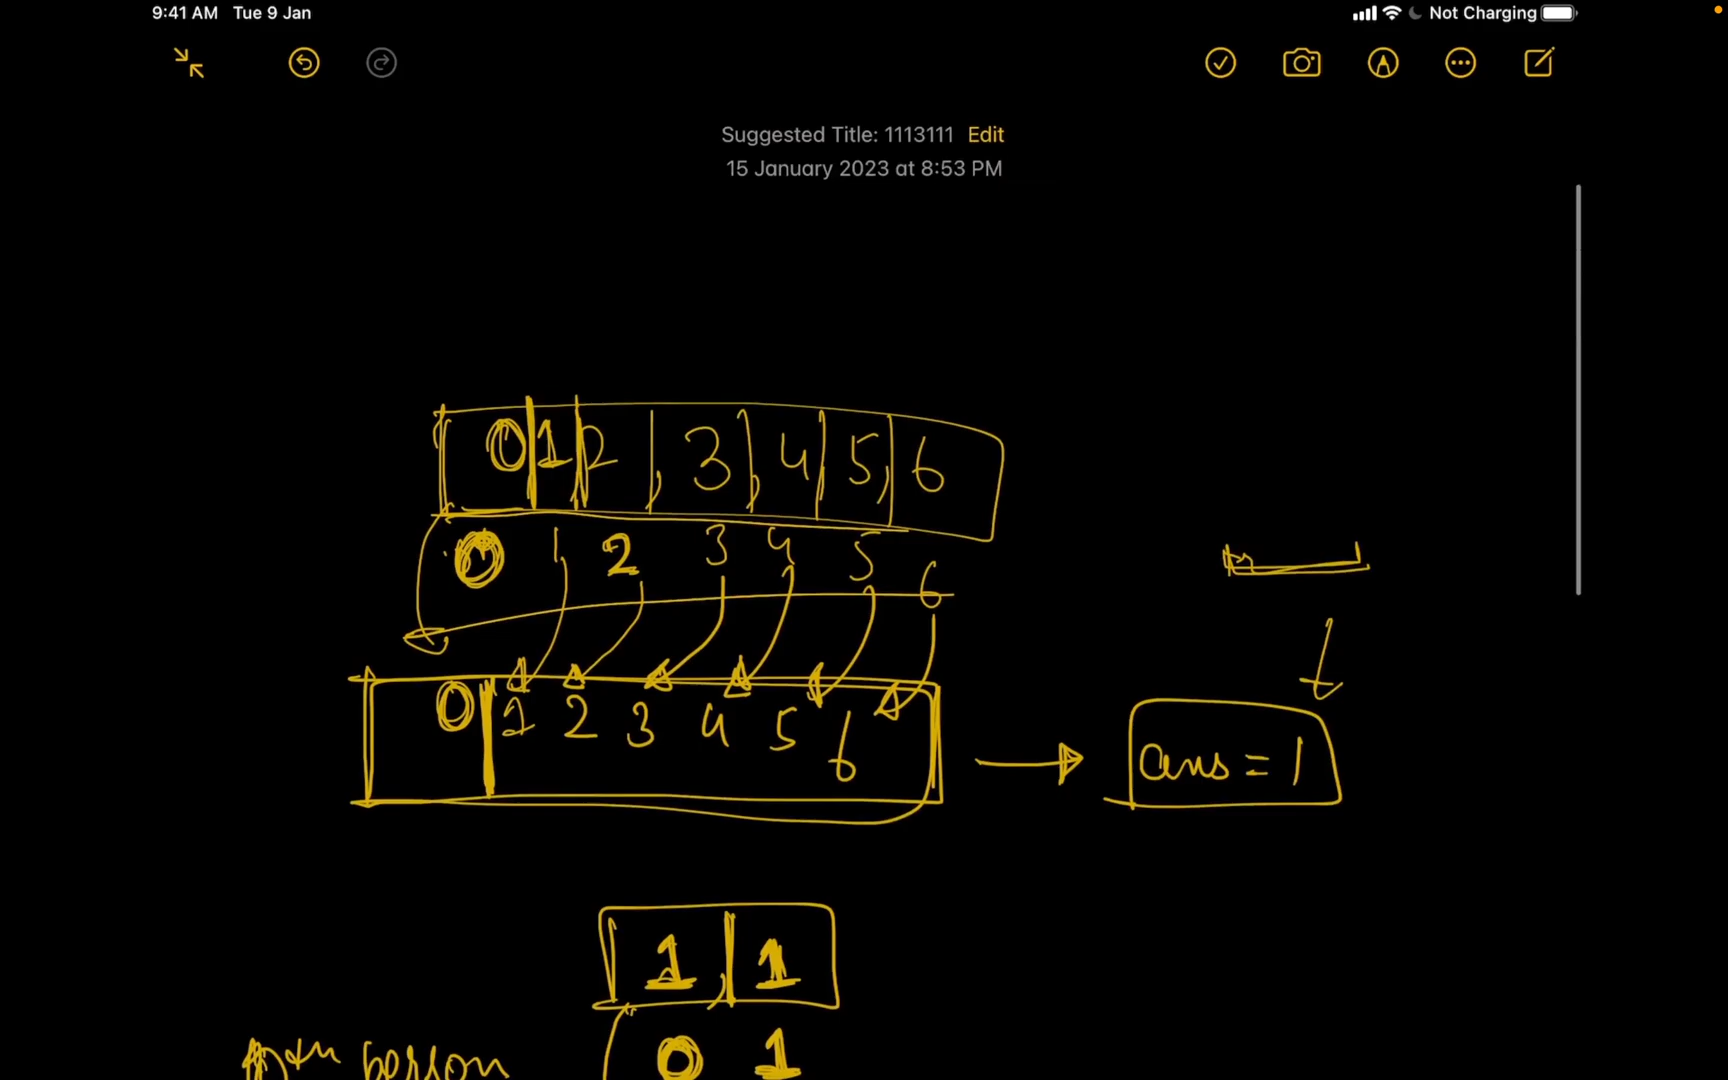 9:41 AM Tue 9 Jan Not Charging
Suggested Title: 1113111 Edit
15 January 2023 at 8:53 PM
0 1 2, 3, 4, 5, 6
0 1 2 3 4 5 6
0 1 2 3 4 5 6
ans = 1
1, 1
0 1